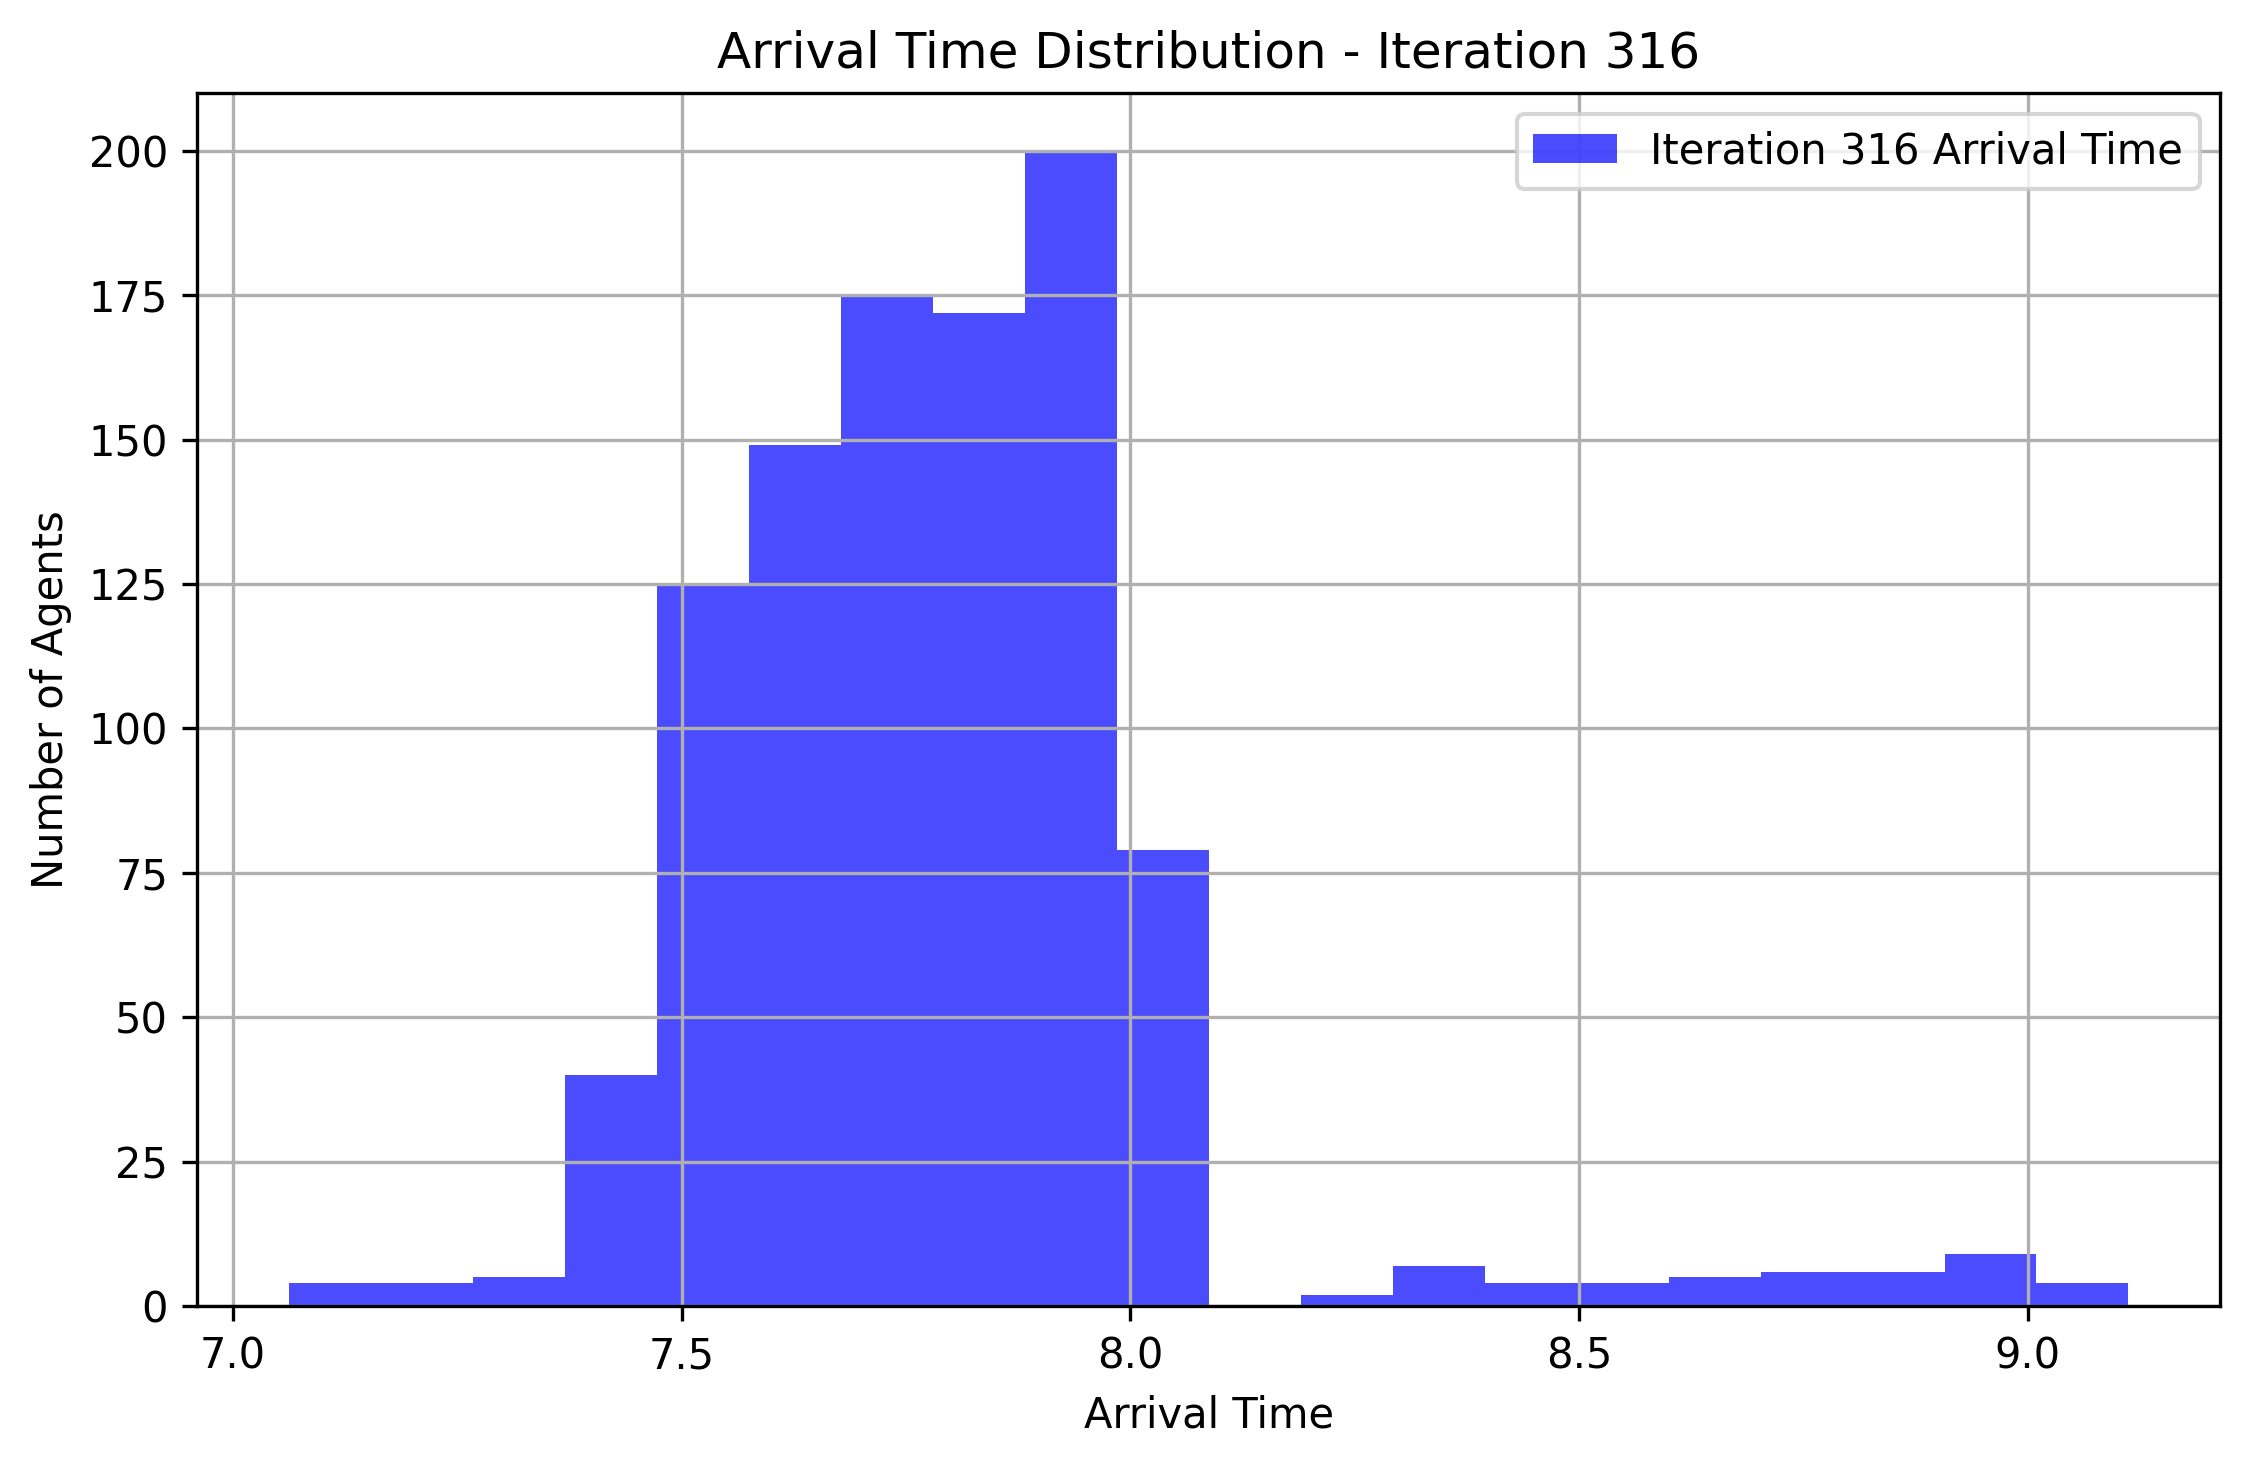 Arrival Time Distribution - Iteration 316
Iteration 316 Arrival Time
200
175
150
125
100
75
50
25
0
Number of Agents
7.0 7.5 8.0 8.5 9.0
Arrival Time